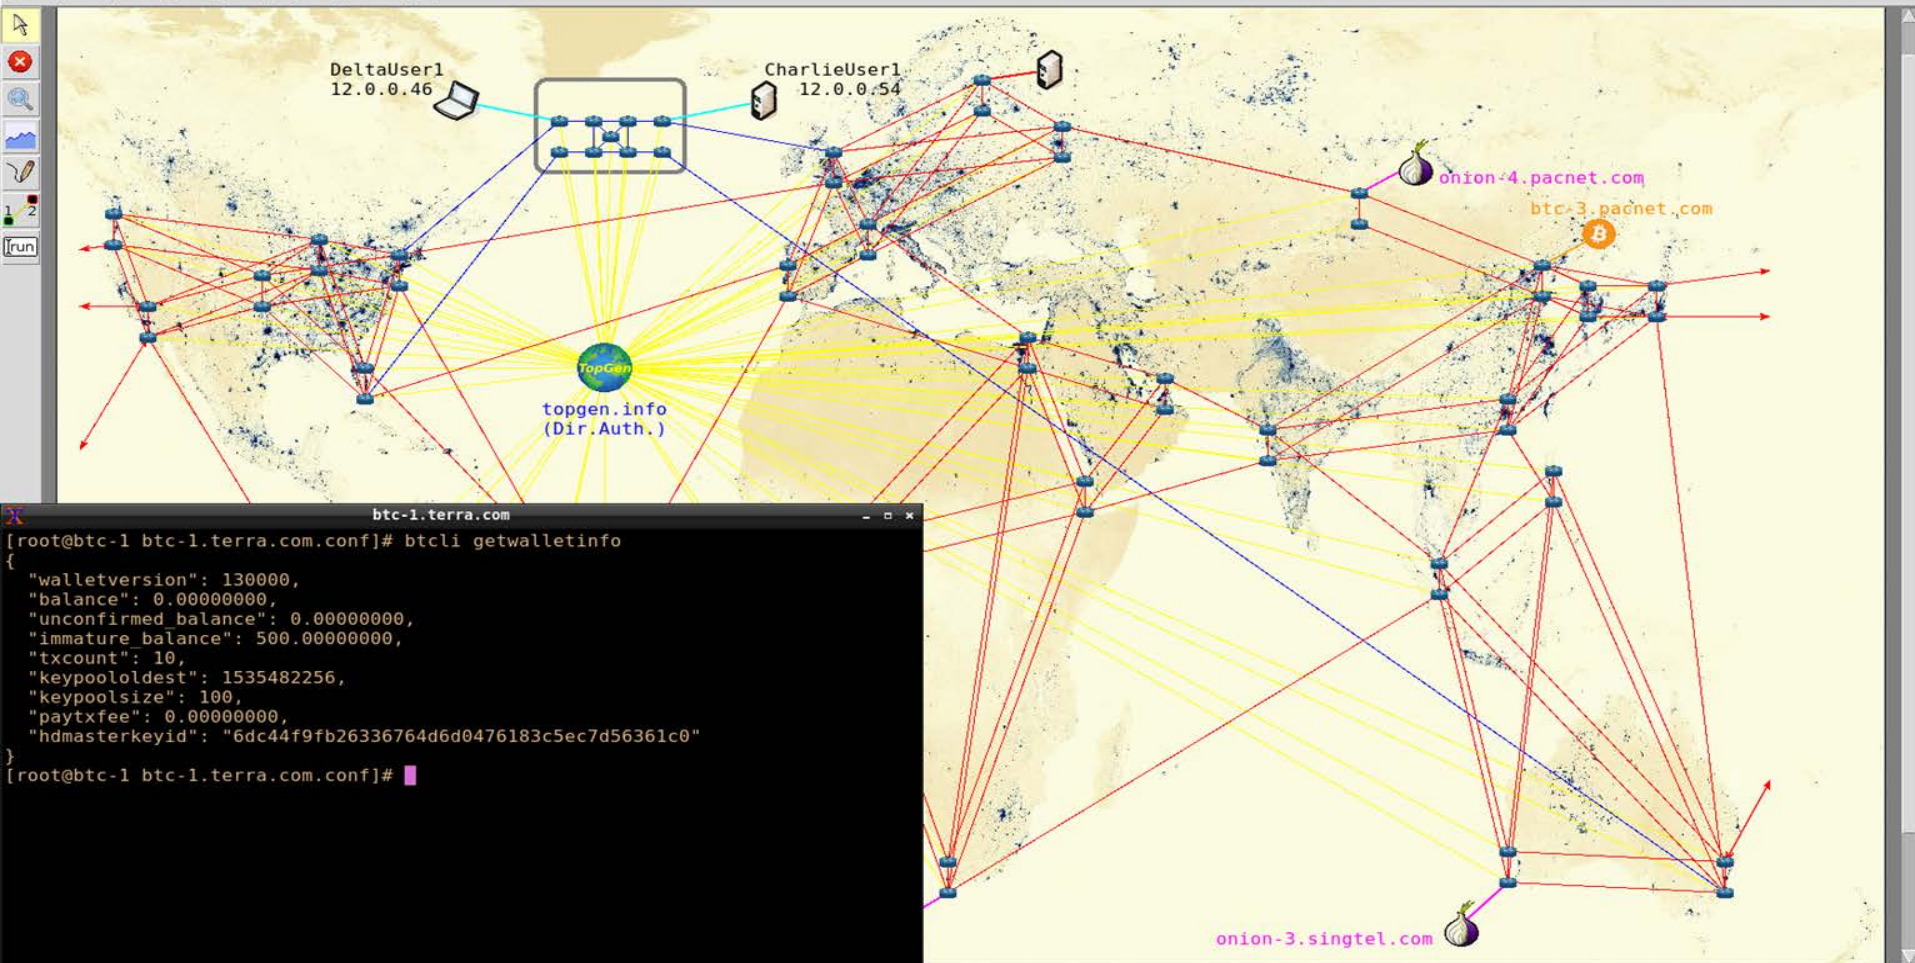 DeltaUser1
12.0.0.46
CharlieUser1
12.0.0.54
onion-4.pacnet.com
btc-3.pacnet.com
1 2
run
TopGen
topgen.info
(Dir.Auth.)
btc-1.terra.com
[root@btc-1 btc-1.terra.com.conf]# btcli getwalletinfo
{
"walletversion": 130000,
"balance": 0.00000000,
"unconfirmed_balance": 0.00000000,
"immature_balance": 500.00000000,
"txcount": 10,
"keypoololdest": 1535482256,
"keypoolsize": 100,
"paytxfee": 0.00000000,
"hdmasterkeyid": "6dc44f9fb26336764d6d0476183c5ec7d56361c0"
}
[root@btc-1 btc-1.terra.com.conf]#
onion-3.singtel.com